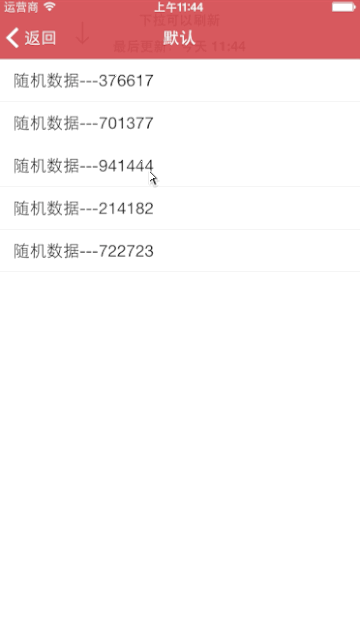 运营商 上午11:44
下拉可以刷新
返回 默认
最后更新：今天 11:44
随机数据---376617
随机数据---701377
随机数据---941444
随机数据---214182
随机数据---722723